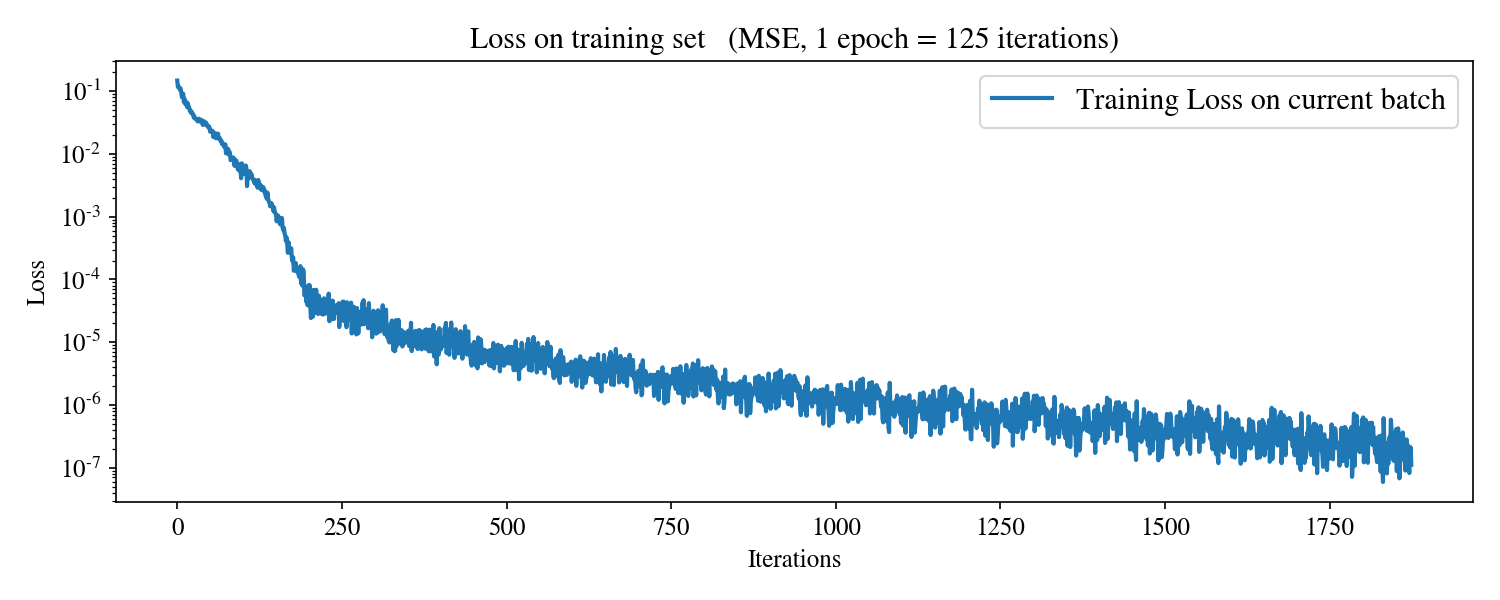 Loss on training set (MSE, 1 epoch = 125 iterations)
Training Loss on current batch
Loss
10^-1
10^-2
10^-3
10^-4
10^-5
10^-6
10^-7
0 250 500 750 1000 1250 1500 1750
Iterations